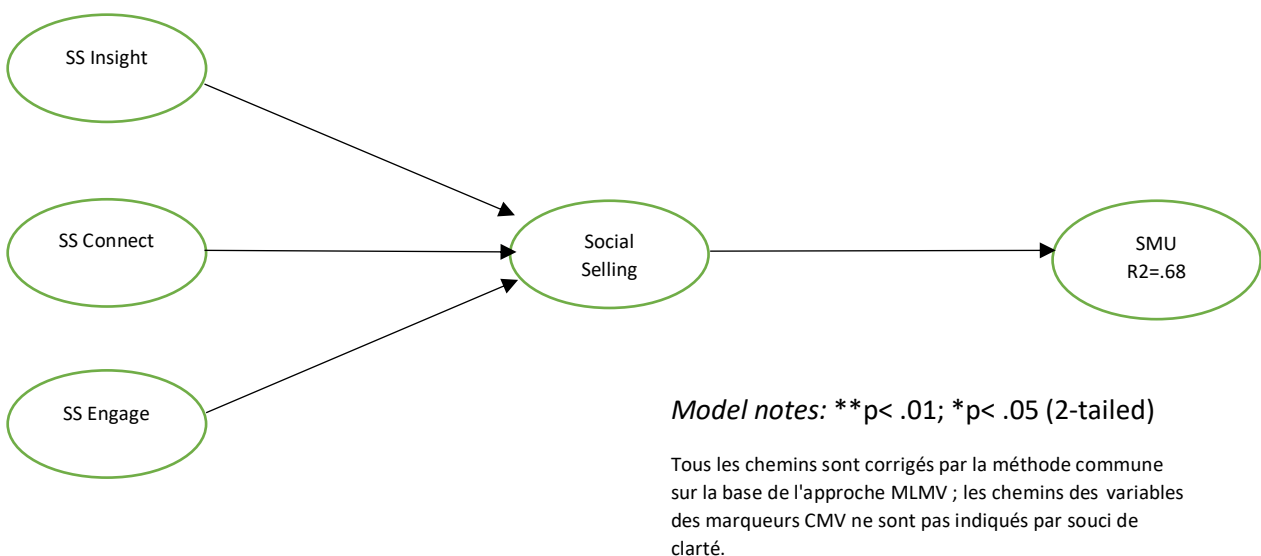 SS Insight
SS Connect
Social
Selling
SMU
R2=.68
SS Engage
Model notes: **p< .01; *p< .05 (2-tailed)
Tous les chemins sont corrigés par la méthode commune
sur la base de l'approche MLMV ; les chemins des variables
des marqueurs CMV ne sont pas indiqués par souci de
clarté.